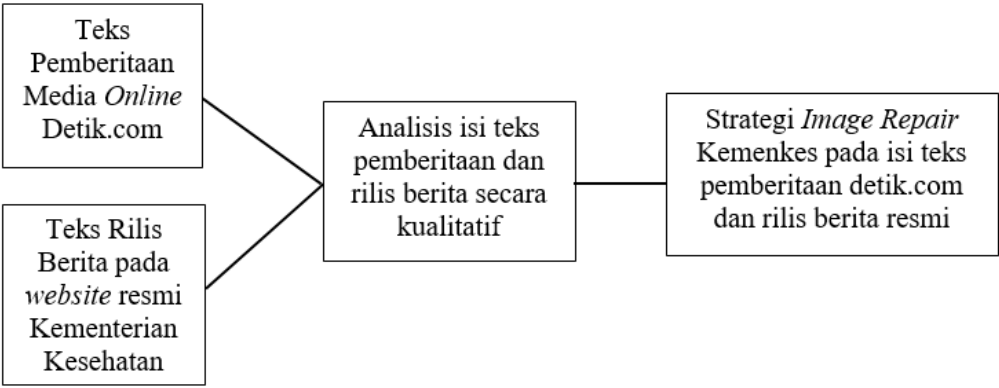 Teks
Pemberitaan
Media Online
Detik.com
Teks Rilis
Berita pada
website resmi
Kementerian
Kesehatan
Analisis isi teks
pemberitaan dan
rilis berita secara
kualitatif
Strategi Image Repair
Kemenkes pada isi teks
pemberitaan detik.com
dan rilis berita resmi